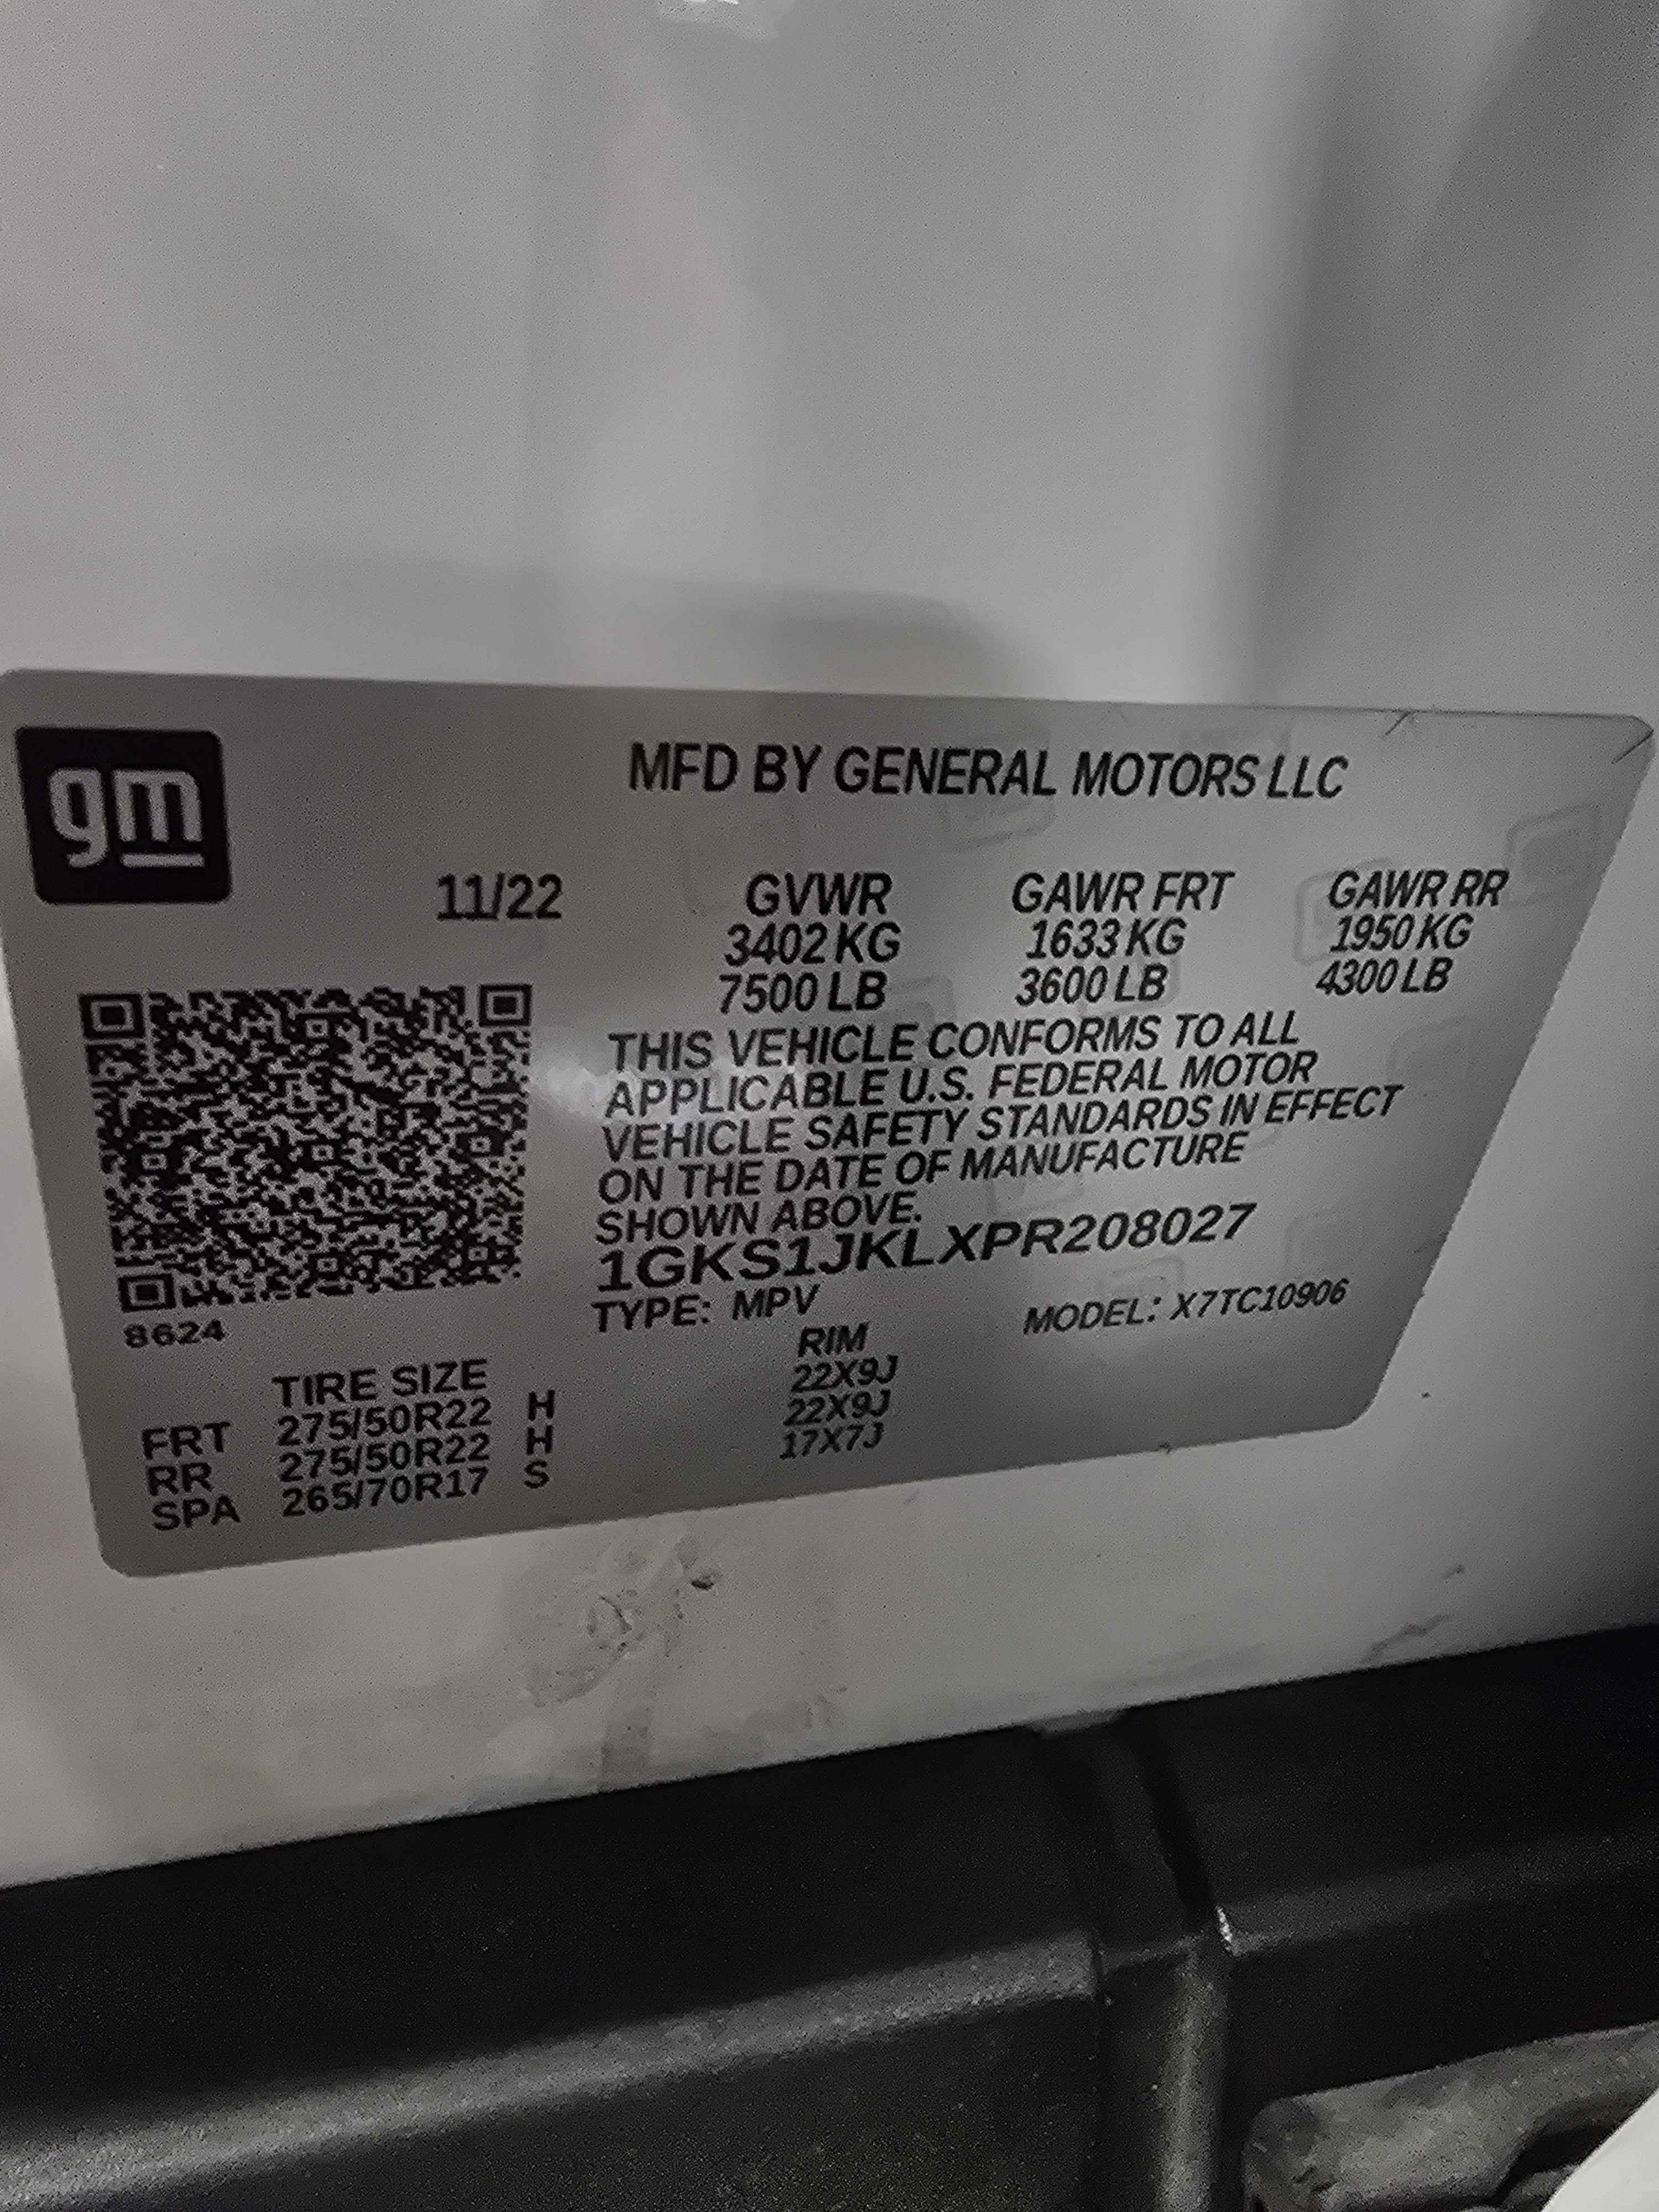 gm
MFD BY GENERAL MOTORS LLC
11/22 GVWR GAWR FRT GAWR RR
3402 KG 1633 KG 1950 KG
7500 LB 3600 LB 4300 LB
THIS VEHICLE CONFORMS TO ALL
APPLICABLE U.S. FEDERAL MOTOR
VEHICLE SAFETY STANDARDS IN EFFECT
ON THE DATE OF MANUFACTURE
SHOWN ABOVE.
1GKS1JKLXPR208027
TYPE: MPV MODEL: X7TC10906
8624
TIRE SIZE RIM
FRT 275/50R22 H 22X9J
RR 275/50R22 H 22X9J
SPA 265/70R17 S 17X7J